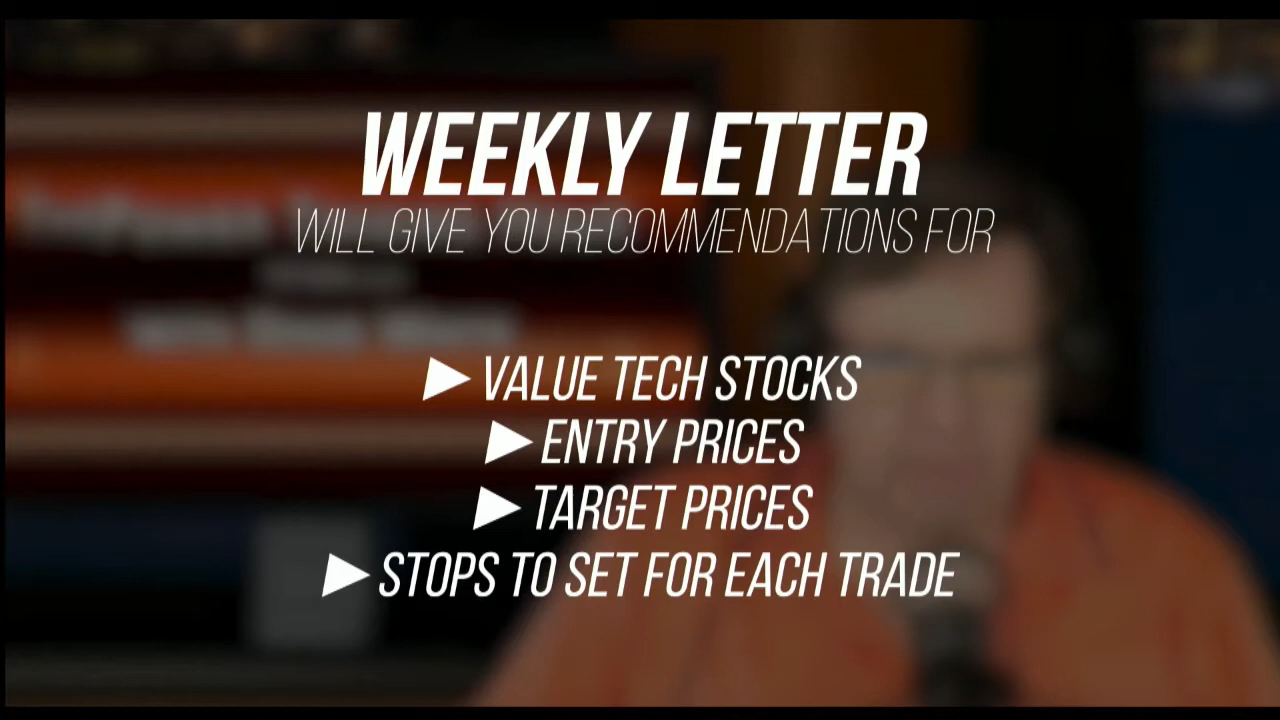 WEEKLY LETTER
WILL GIVE YOU RECOMMENDATIONS FOR
► VALUE TECH STOCKS
► ENTRY PRICES
► TARGET PRICES
► STOPS TO SET FOR EACH TRADE